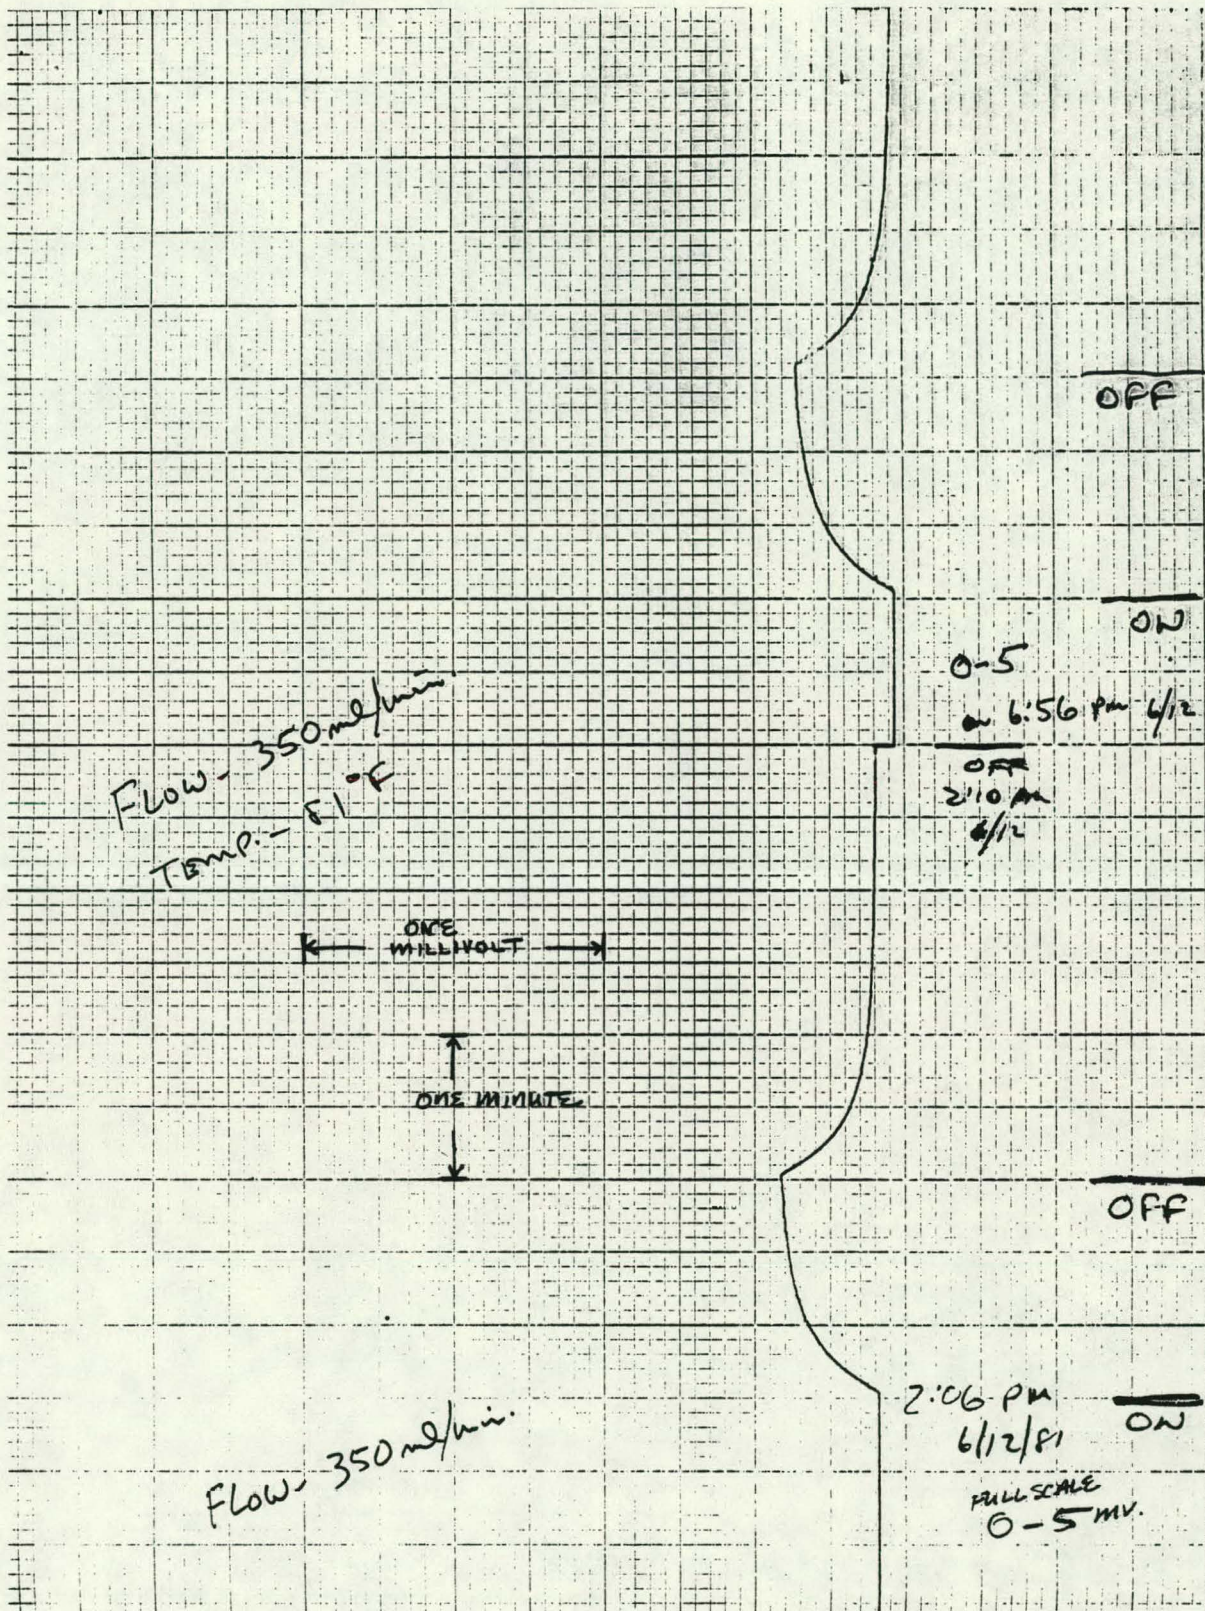 OFF
ON
0-5
6:56 PM 6/12
OFF
2:10 PM
6/12
FLOW - 350 ml/min.
TEMP. - 81°F
ONE
MILLIVOLT
ONE MINUTE
OFF
2:06 PM
6/12/81
ON
FULL SCALE
0-5 mv.
FLOW - 350 ml/min.